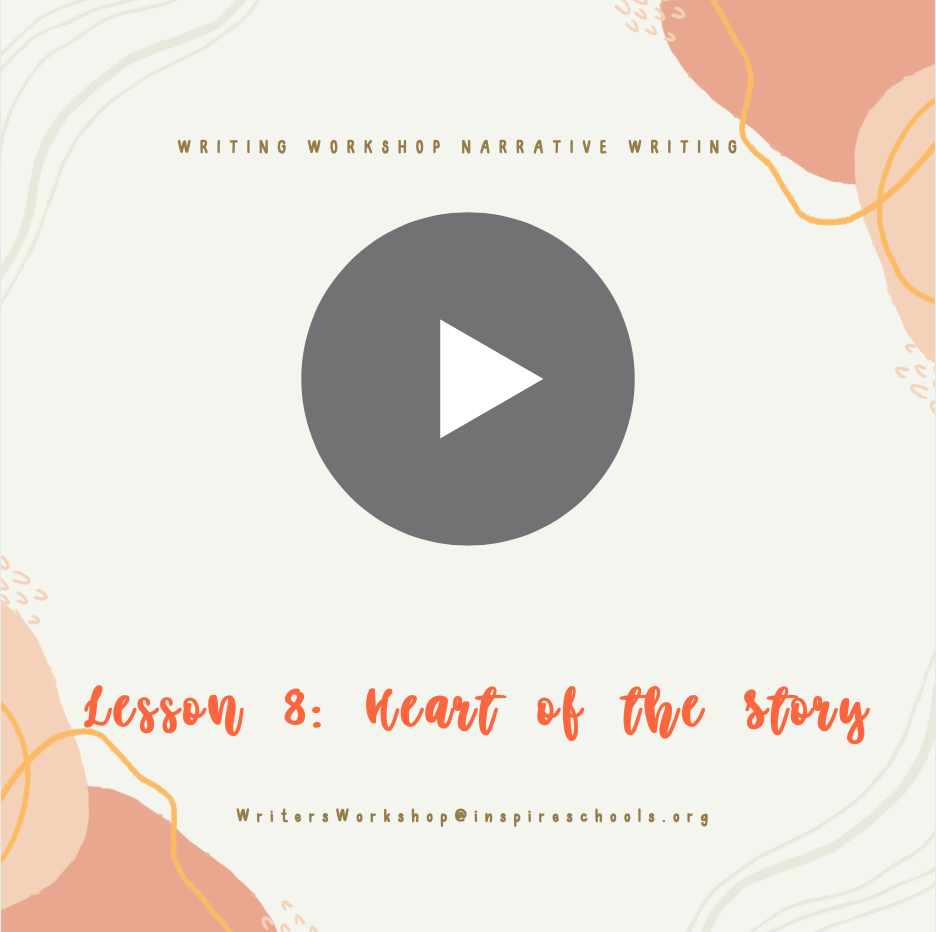 WRITING WORKSHOP NARRATIVE WRITING
Lesson 8: Heart of the Story
WritersWorkshop@inspireschools.org